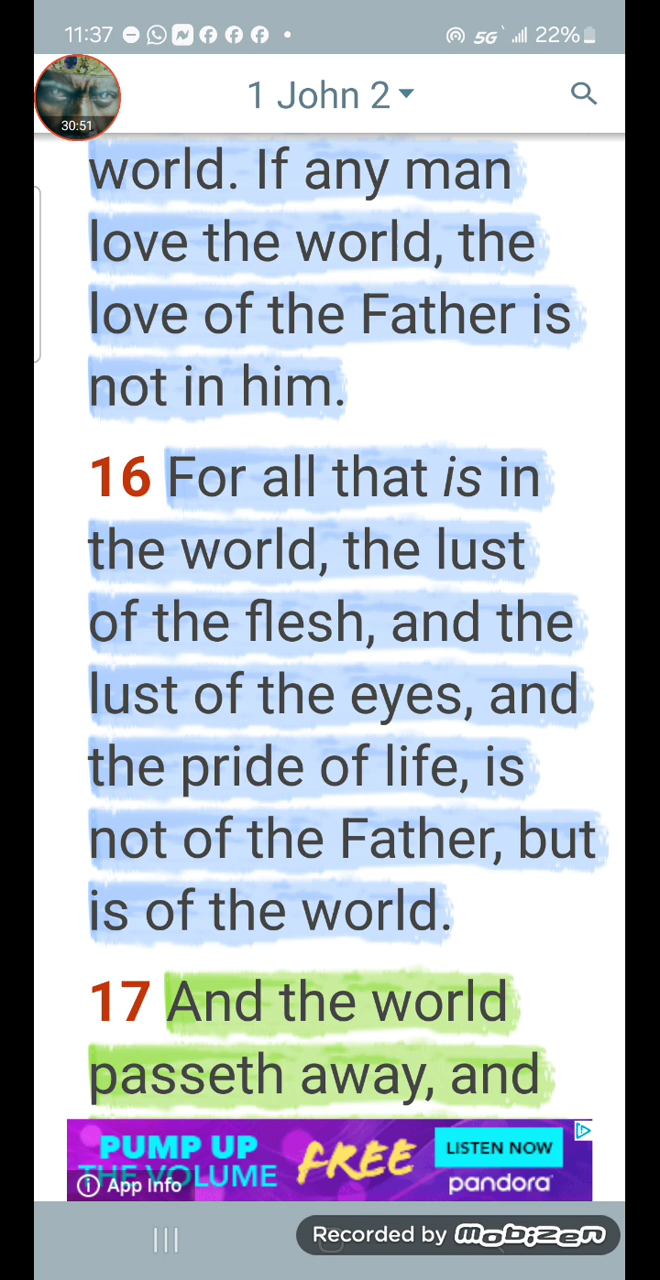 11:37 5G 22%
30:51
1 John 2
world. If any man
love the world, the
love of the Father is
not in him.
16 For all that is in
the world, the lust
of the flesh, and the
lust of the eyes, and
the pride of life, is
not of the Father, but
is of the world.
17 And the world
passeth away, and
PUMP UP
THE VOLUME
FREE
LISTEN NOW
pandora
App Info
Recorded by mobizen